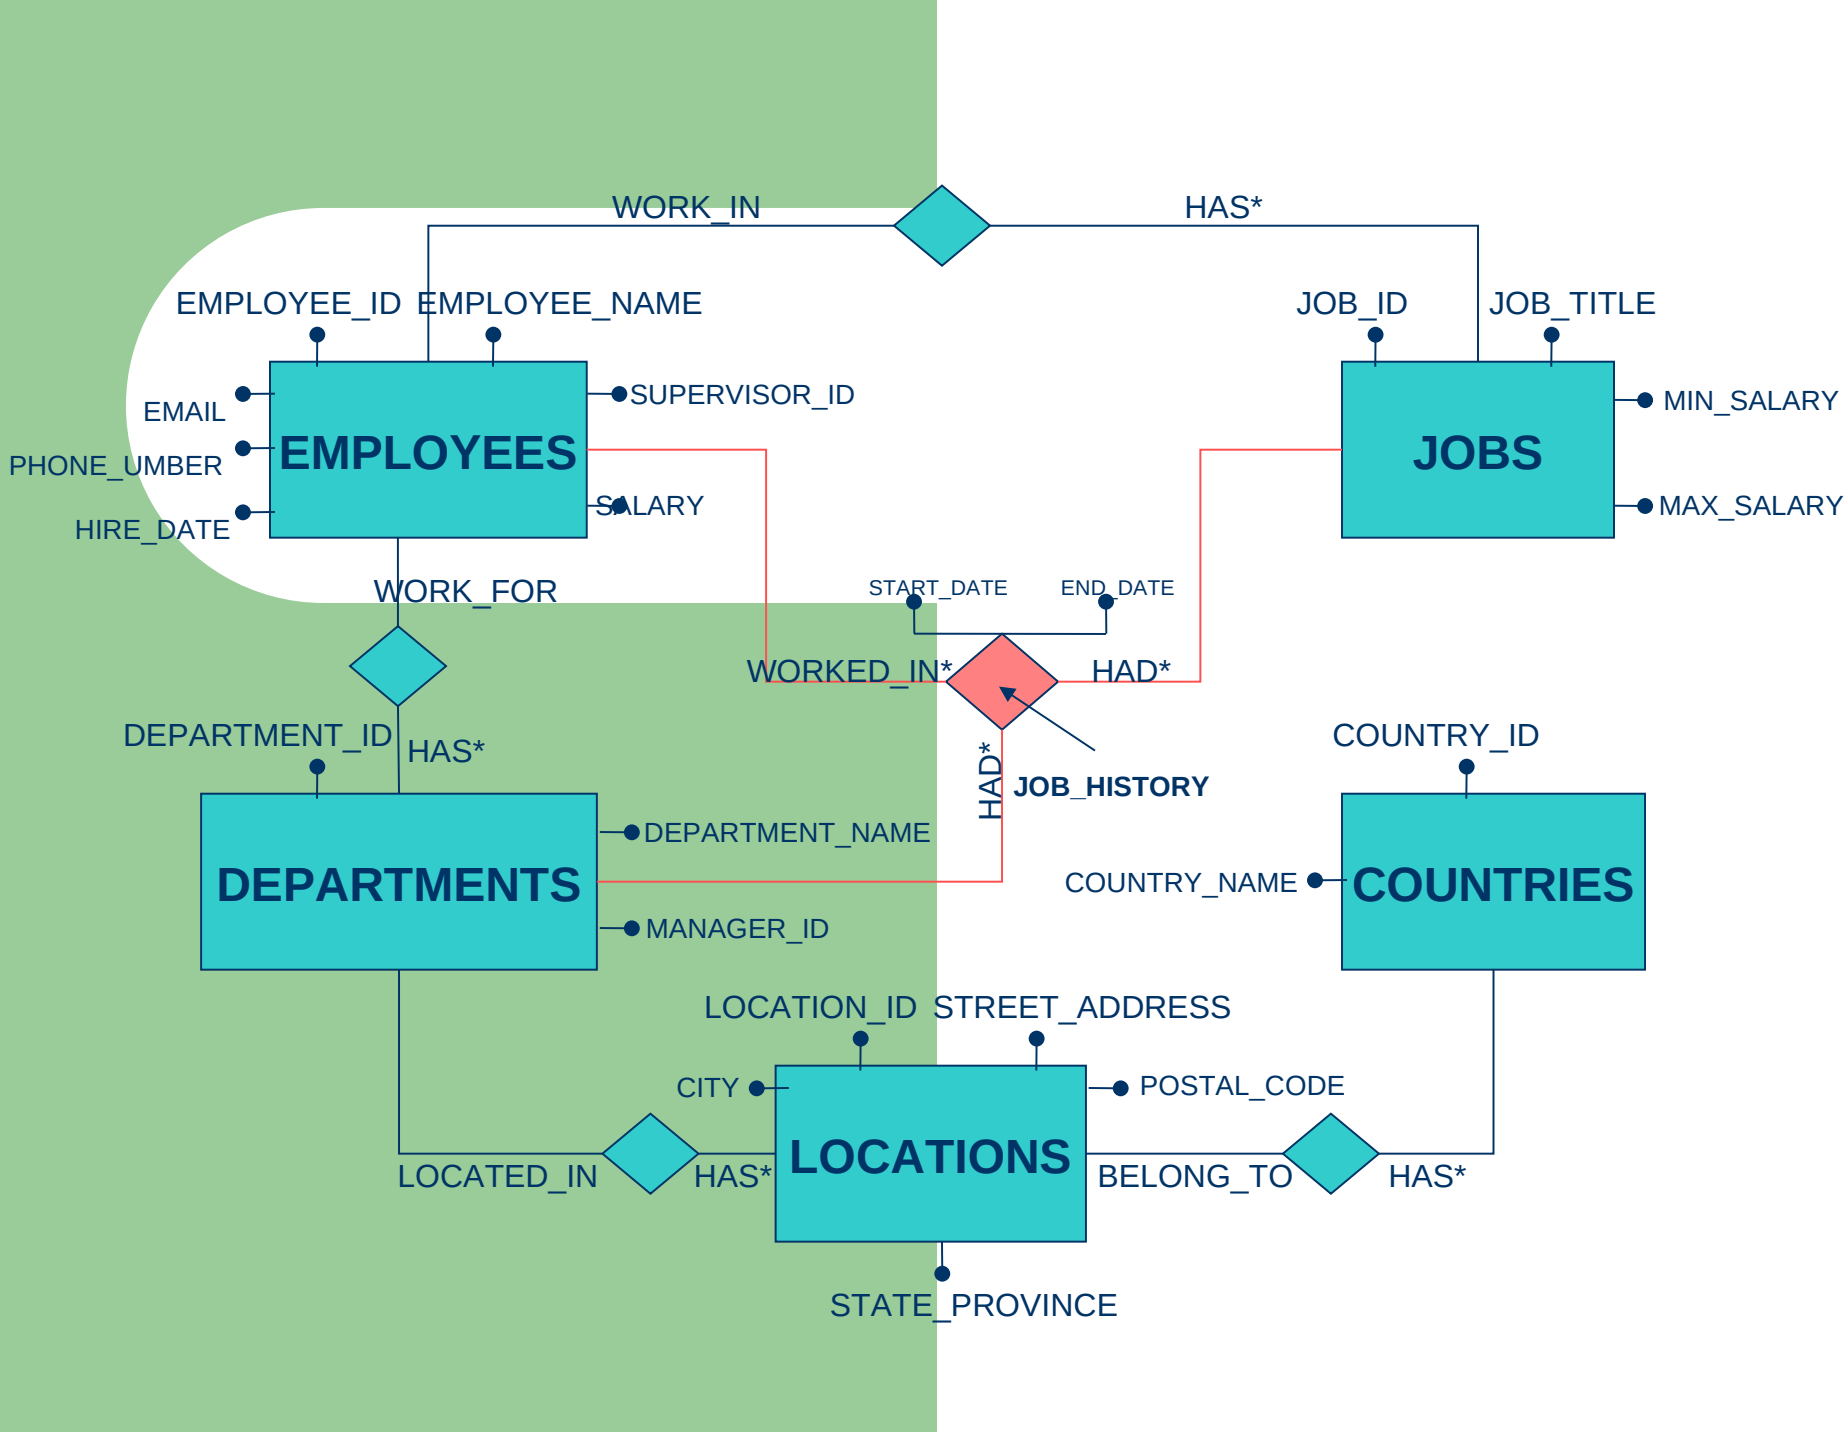 WORK_IN
HAS*
EMPLOYEE_ID
EMPLOYEE_NAME
JOB_ID
JOB_TITLE
EMAIL
SUPERVISOR_ID
MIN_SALARY
PHONE_UMBER
EMPLOYEES
JOBS
HIRE_DATE
SALARY
MAX_SALARY
WORK_FOR
START_DATE
END_DATE
WORKED_IN*
HAD*
DEPARTMENT_ID
HAS*
HAD*
JOB_HISTORY
COUNTRY_ID
DEPARTMENT_NAME
DEPARTMENTS
COUNTRY_NAME
COUNTRIES
MANAGER_ID
LOCATION_ID
STREET_ADDRESS
CITY
POSTAL_CODE
LOCATIONS
LOCATED_IN
HAS*
BELONG_TO
HAS*
STATE_PROVINCE